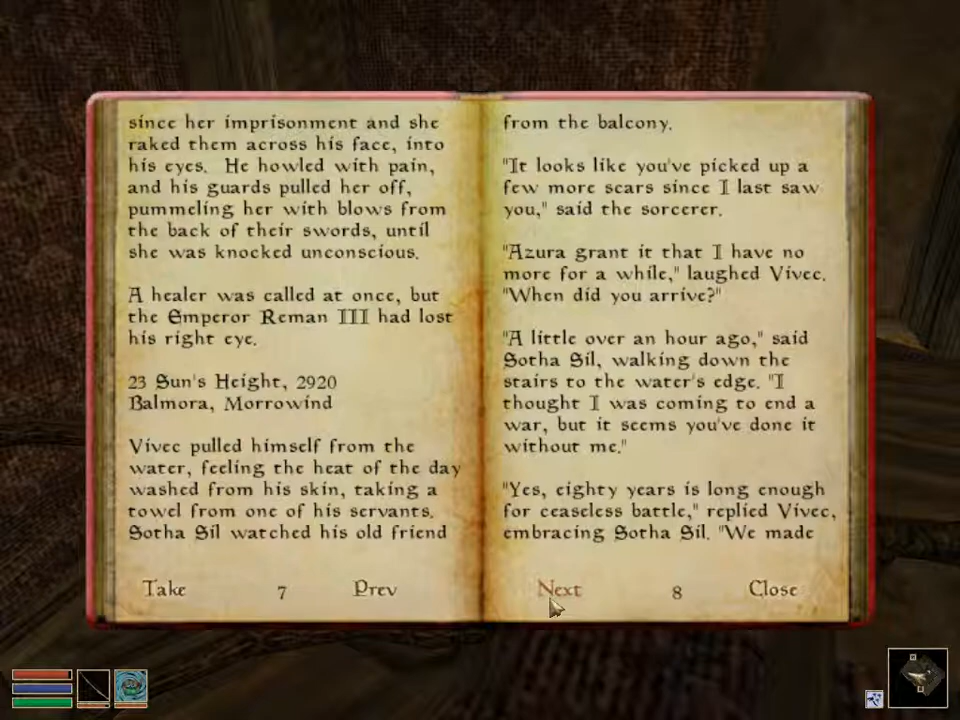 since her imprisonment and she
raked them across his face, into
his eyes.  He howled with pain,
and his guards pulled her off,
pummeling her with blows from
the back of their swords, until
she was knocked unconscious.
A healer was called at once, but
the Emperor Reman III had lost
his right eye.
23 Sun's Height, 2920
Balmora, Morrowind
Vivec pulled himself from the
water, feeling the heat of the day
washed from his skin, taking a
towel from one of his servants.
Sotha Sil watched his old friend
from the balcony.
"It looks like you've picked up a
few more scars since I last saw
you," said the sorcerer.
"Azura grant it that I have no
more for a while," laughed Vivec.
"When did you arrive?"
"A little over an hour ago," said
Sotha Sil, walking down the
stairs to the water's edge. "I
thought I was coming to end a
war, but it seems you've done it
without me."
"Yes, eighty years is long enough
for ceaseless battle," replied Vivec,
embracing Sotha Sil. "We made
Take 7 Prev Next 8 Close